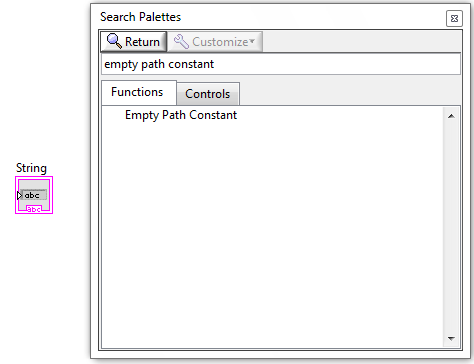 Search Palettes
Return
Customize
empty path constant
Functions
Controls
Empty Path Constant
String
abc
abc